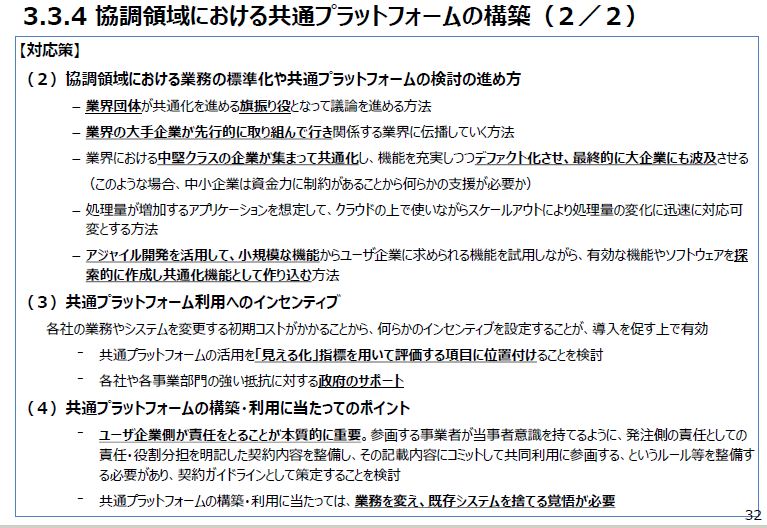 3.3.4 協調領域における共通プラットフォームの構築（２／２）
【対応策】
（２）協調領域における業務の標準化や共通プラットフォームの検討の進め方
– 業界団体が共通化を進める旗振り役となって議論を進める方法
– 業界の大手企業が先行的に取り組んで行き関係する業界に伝播していく方法
– 業界における中堅クラスの企業が集まって共通化し、機能を充実しつつデファクト化させ、最終的に大企業にも波及させる
（このような場合、中小企業は資金力に制約があることから何らかの支援が必要か）
– 処理量が増加するアプリケーションを想定して、クラウドの上で使いながらスケールアウトにより処理量の変化に迅速に対応可
変とする方法
– アジャイル開発を活用して、小規模な機能からユーザ企業に求められる機能を試用しながら、有効な機能やソフトウェアを探
索的に作成し共通化機能として作り込む方法
（３）共通プラットフォーム利用へのインセンティブ
各社の業務やシステムを変更する初期コストがかかることから、何らかのインセンティブを設定することが、導入を促す上で有効
- 共通プラットフォームの活用を「見える化」指標を用いて評価する項目に位置付けることを検討
- 各社や各事業部門の強い抵抗に対する政府のサポート
（４）共通プラットフォームの構築・利用に当たってのポイント
- ユーザ企業側が責任をとることが本質的に重要。参画する事業者が当事者意識を持てるように、発注側の責任としての
責任・役割分担を明記した契約内容を整備し、その記載内容にコミットして共同利用に参画する、というルール等を整備す
る必要があり、契約ガイドラインとして策定することを検討
- 共通プラットフォームの構築・利用に当たっては、業務を変え、既存システムを捨てる覚悟が必要
32